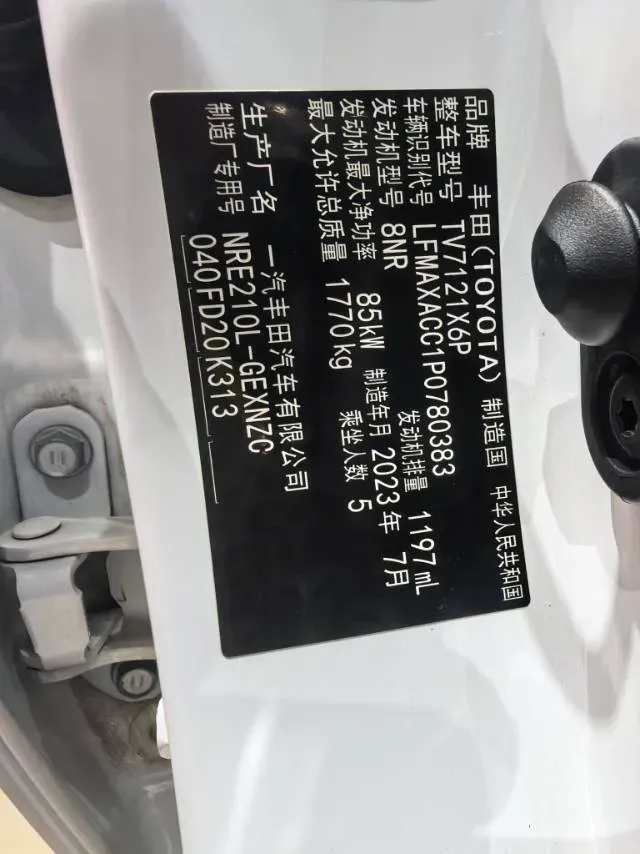 品牌 丰田(TOYOTA) 制造国 中华人民共和国
整车型号 TV7121X6P
车辆识别代号 LFMAXACC1P0780383
发动机型号 8NR 发动机排量 1197mL
发动机最大净功率 85kW 制造年月 2023年 7月
最大允许总质量 1770kg 乘坐人数 5
生产厂名 一汽丰田汽车有限公司
制造厂专用号 NRE210L-GEXNZC
040FD20K313